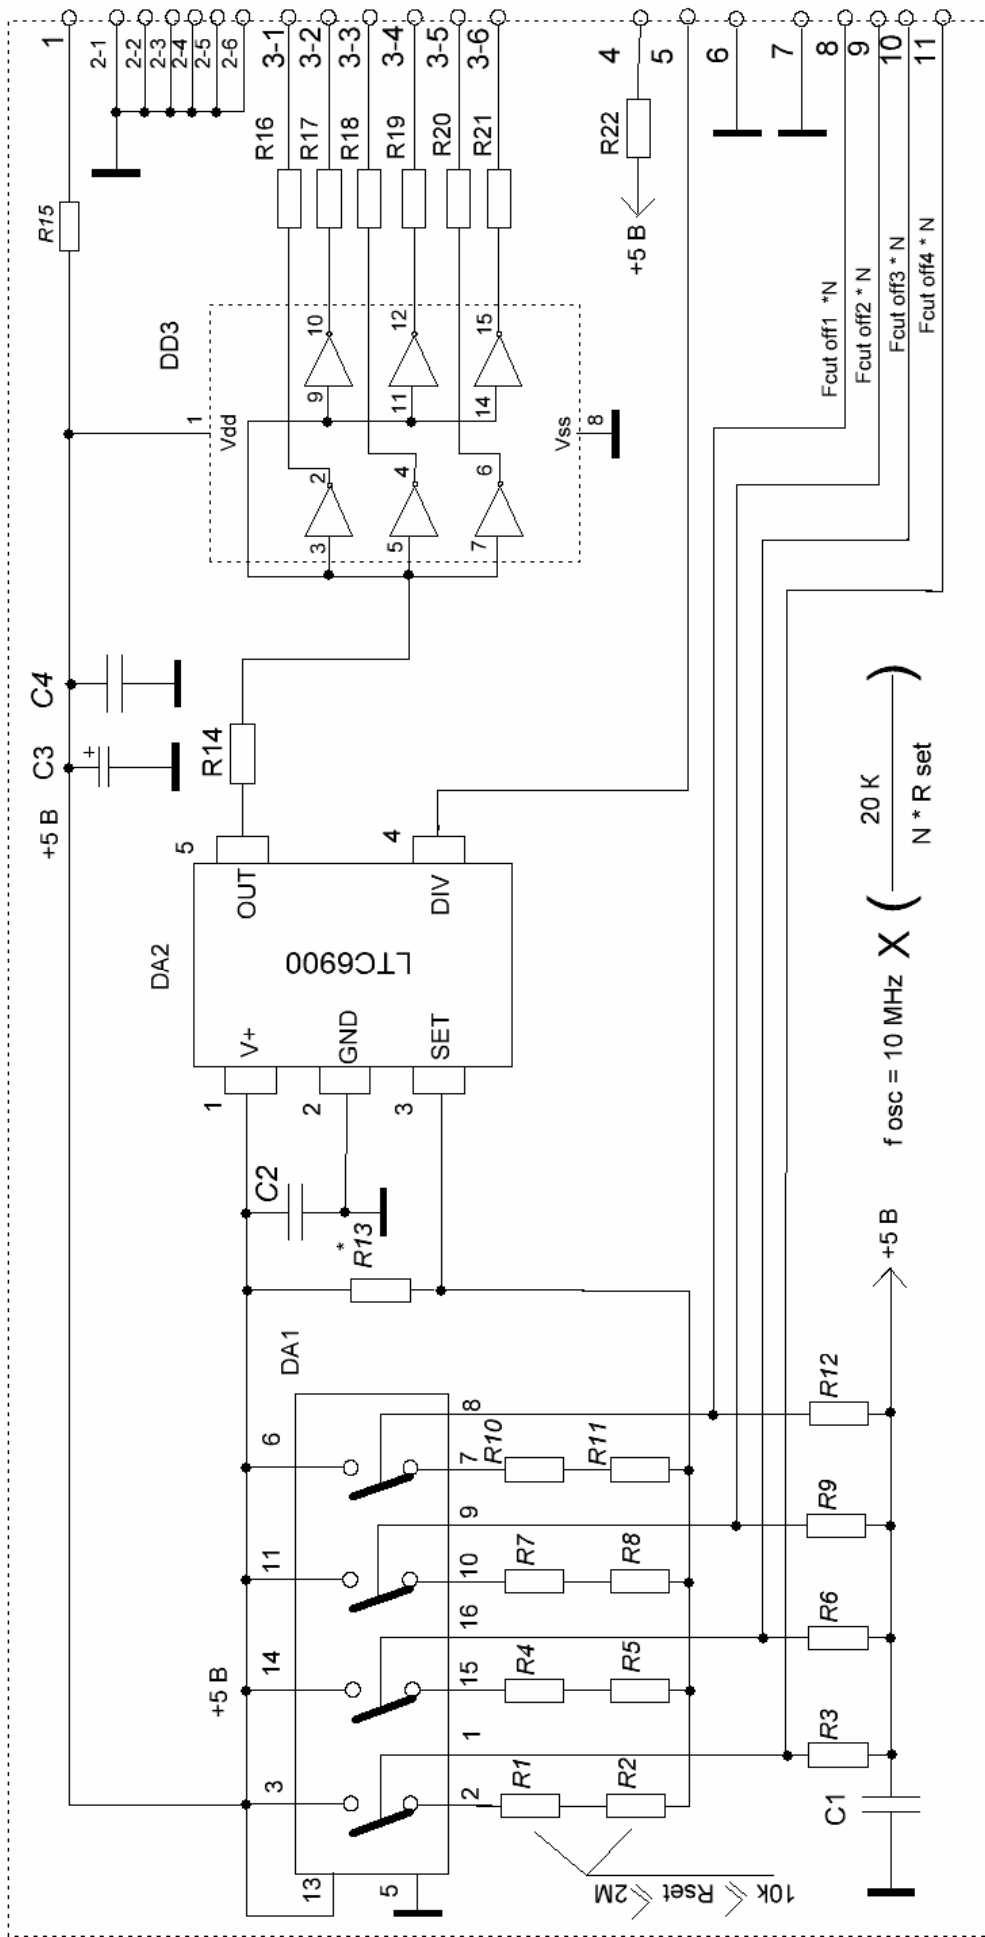 1
2-1
2-2
2-3
2-4
2-5
2-6
3-1
3-2
3-3
3-4
3-5
3-6
4
5
6
7
8
9
10
11
R15
R16
R17
R18
R19
R20
R21
R22
+5 В
DD3
1
Vdd
Vss
8
9
10
11
12
14
15
3
2
5
4
7
6
Fcut off1 *N
Fcut off2 * N
Fcut off3 * N
Fcut off4 * N
C4
C3
+
+5 В
R14
DA2
5
OUT
4
DIV
LTC6900
V+
GND
SET
1
2
3
C2
*
R13
DA1
6
11
14
3
+5 В
13
5
8
7
9
10
16
15
1
2
R10
R11
R7
R8
R4
R5
R1
R2
R12
R9
R6
R3
C1
+5 В
10k ⩽ Rset ⩽ 2M
f osc = 10 MHz X ( 20 К
N * R set )